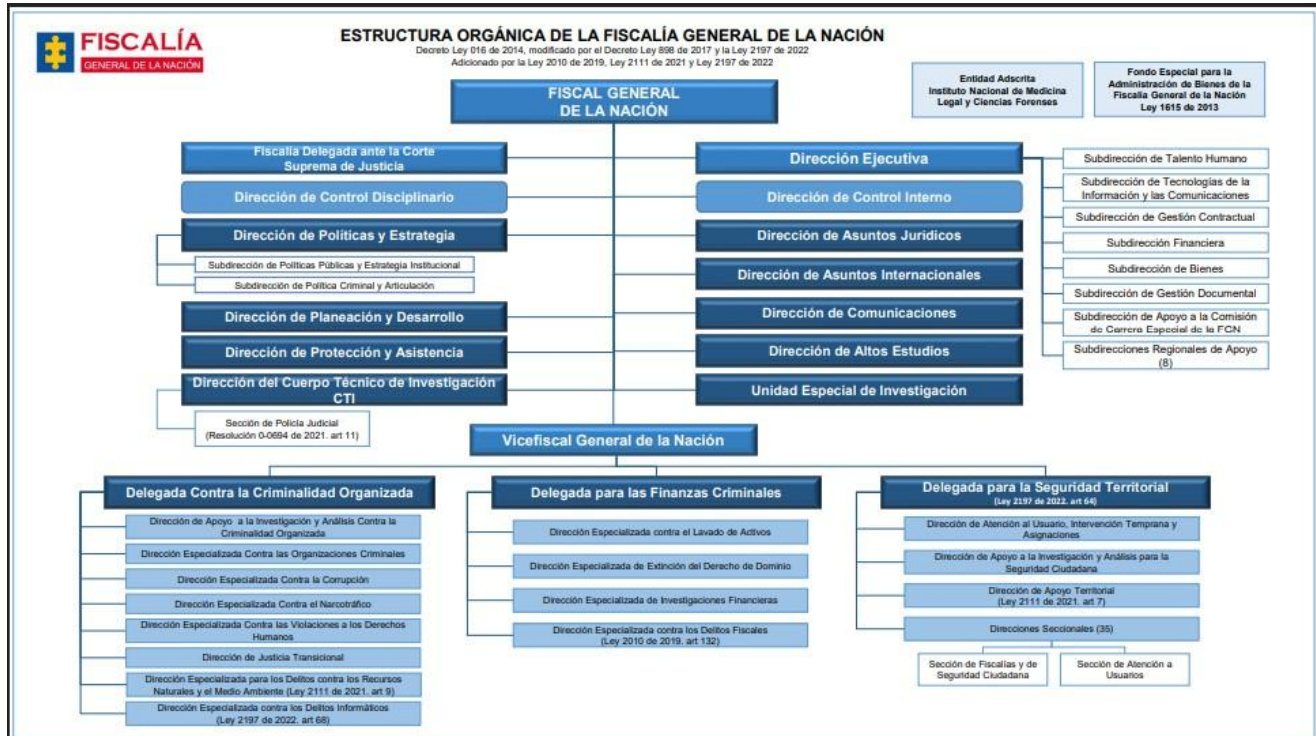 FISCALÍA
GENERAL DE LA NACIÓN
ESTRUCTURA ORGÁNICA DE LA FISCALÍA GENERAL DE LA NACIÓN
Decreto Ley 016 de 2014, modificado por el Decreto Ley 898 de 2017 y la Ley 2197 de 2022
Adicionado por la Ley 2010 de 2019, Ley 2111 de 2021 y Ley 2197 de 2022
Entidad Adscrita
Instituto Nacional de Medicina
Legal y Ciencias Forenses
Fondo Especial para la
Administración de Bienes de la
Fiscalía General de la Nación
Ley 1615 de 2013
FISCAL GENERAL
DE LA NACIÓN
Fiscalía Delegada ante la Corte
Suprema de Justicia
Dirección de Control Disciplinario
Dirección de Políticas y Estrategia
Subdirección de Políticas Públicas y Estrategia Institucional
Subdirección de Política Criminal y Articulación
Dirección de Planeación y Desarrollo
Dirección de Protección y Asistencia
Dirección del Cuerpo Técnico de Investigación
CTI
Sección de Policía Judicial
(Resolución 0-0694 de 2021. art 11)
Dirección Ejecutiva
Dirección de Control Interno
Dirección de Asuntos Jurídicos
Dirección de Asuntos Internacionales
Dirección de Comunicaciones
Dirección de Altos Estudios
Unidad Especial de Investigación
Subdirección de Talento Humano
Subdirección de Tecnologías de la
Información y las Comunicaciones
Subdirección de Gestión Contractual
Subdirección Financiera
Subdirección de Bienes
Subdirección de Gestión Documental
Subdirección de Apoyo a la Comisión
de Carrera Especial de la FGN
Subdirecciones Regionales de Apoyo
(8)
Vicefiscal General de la Nación
Delegada Contra la Criminalidad Organizada
Dirección de Apoyo a la Investigación y Análisis Contra la
Criminalidad Organizada
Dirección Especializada Contra las Organizaciones Criminales
Dirección Especializada Contra la Corrupción
Dirección Especializada Contra el Narcotráfico
Dirección Especializada Contra las Violaciones a los Derechos
Humanos
Dirección de Justicia Transicional
Dirección Especializada para los Delitos contra los Recursos
Naturales y el Medio Ambiente (Ley 2111 de 2021. art 9)
Dirección Especializada contra los Delitos Informáticos
(Ley 2197 de 2022. art 68)
Delegada para las Finanzas Criminales
Dirección Especializada contra el Lavado de Activos
Dirección Especializada de Extinción del Derecho de Dominio
Dirección Especializada de Investigaciones Financieras
Dirección Especializada contra los Delitos Fiscales
(Ley 2010 de 2019. art 132)
Delegada para la Seguridad Territorial
(Ley 2197 de 2022. art 64)
Dirección de Atención al Usuario, Intervención Temprana y
Asignaciones
Dirección de Apoyo a la Investigación y Análisis para la
Seguridad Ciudadana
Dirección de Apoyo Territorial
(Ley 2111 de 2021. art 7)
Direcciones Seccionales (35)
Sección de Fiscalías y de
Seguridad Ciudadana
Sección de Atención a
Usuarios